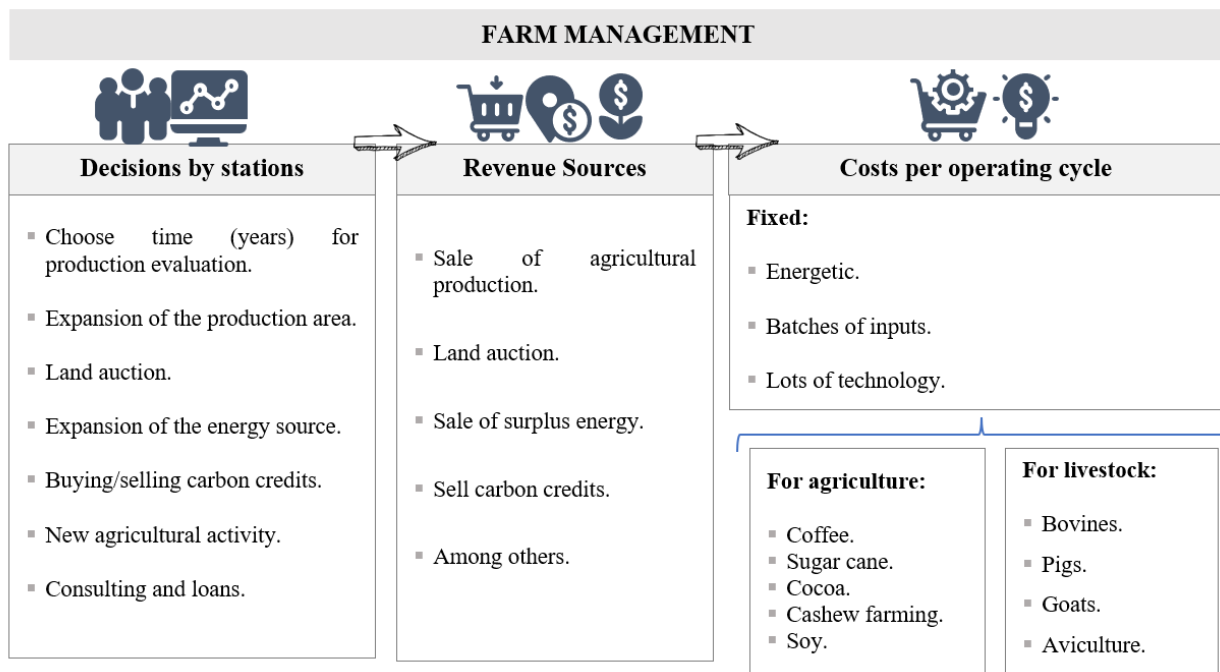 FARM MANAGEMENT
Decisions by stations
▪ Choose time (years) for
production evaluation.
▪ Expansion of the production area.
▪ Land auction.
▪ Expansion of the energy source.
▪ Buying/selling carbon credits.
▪ New agricultural activity.
▪ Consulting and loans.
Revenue Sources
▪ Sale of agricultural
production.
▪ Land auction.
▪ Sale of surplus energy.
▪ Sell carbon credits.
▪ Among others.
Costs per operating cycle
Fixed:
▪ Energetic.
▪ Batches of inputs.
▪ Lots of technology.
For agriculture:
▪ Coffee.
▪ Sugar cane.
▪ Cocoa.
▪ Cashew farming.
▪ Soy.
For livestock:
▪ Bovines.
▪ Pigs.
▪ Goats.
▪ Aviculture.